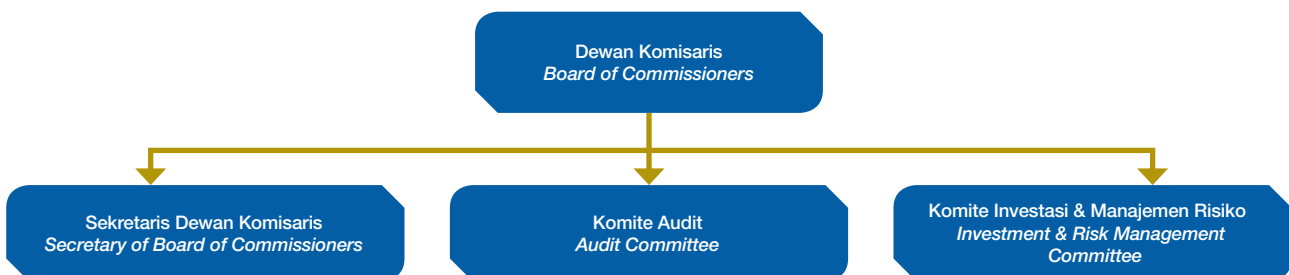 Dewan Komisaris
Board of Commissioners
Sekretaris Dewan Komisaris
Secretary of Board of Commissioners
Komite Audit
Audit Committee
Komite Investasi & Manajemen Risiko
Investment & Risk Management
Committee